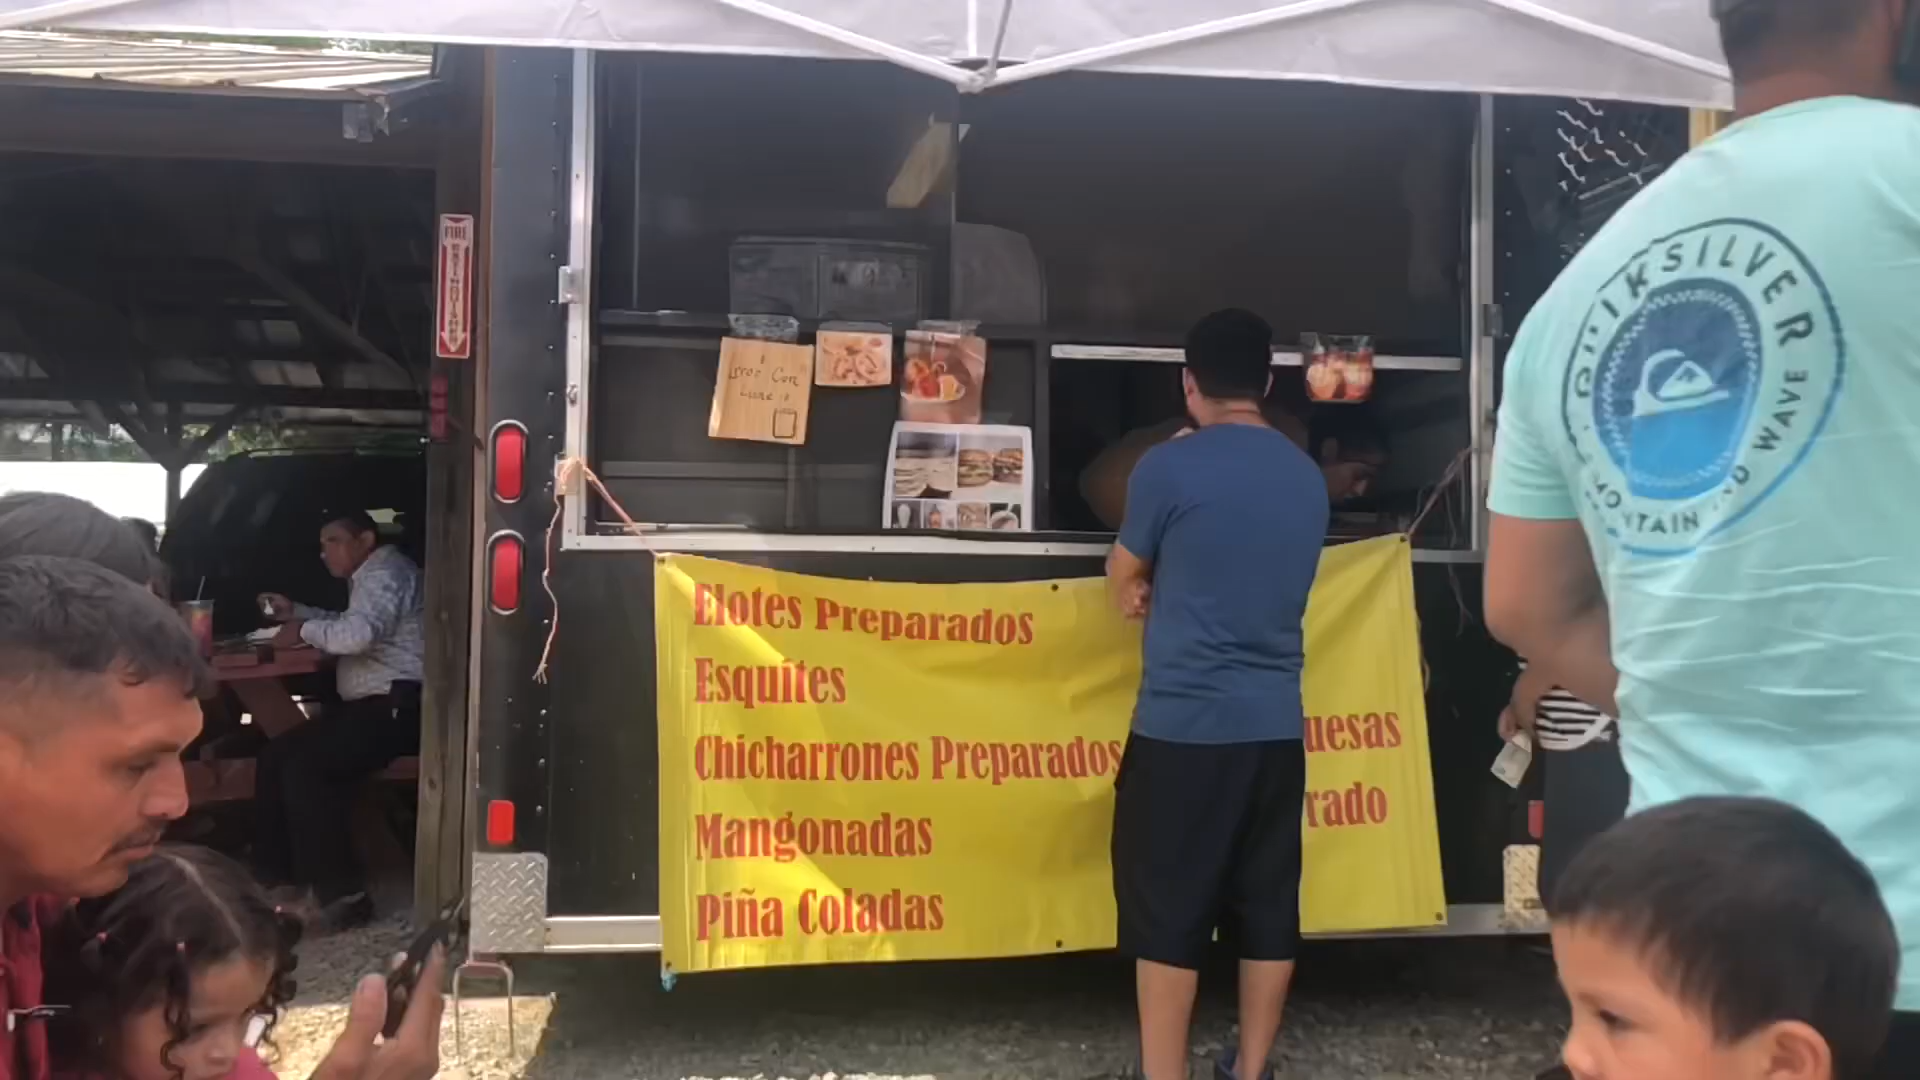 FIRE
EXTINGUISHER
Elotes Preparados
Esquites
Chicharrones Preparados
Mangonadas
Piña Coladas
uesas
rado
QUIKSILVER
MOUNTAIN AND WAVE